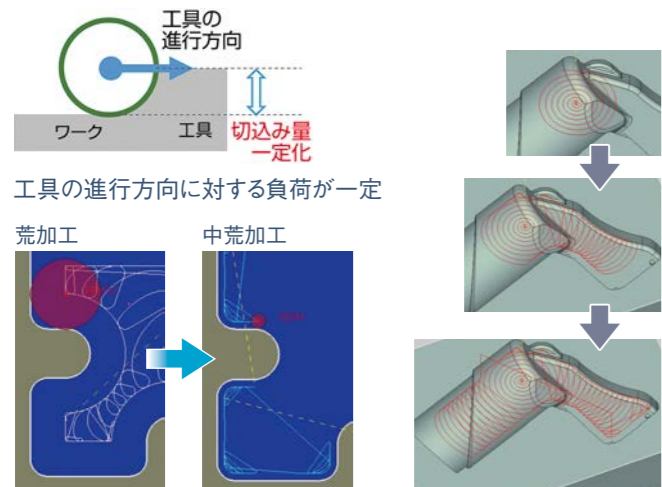 工具の
進行方向
ワーク
工具
切込み量
一定化
工具の進行方向に対する負荷が一定
荒加工
中荒加工